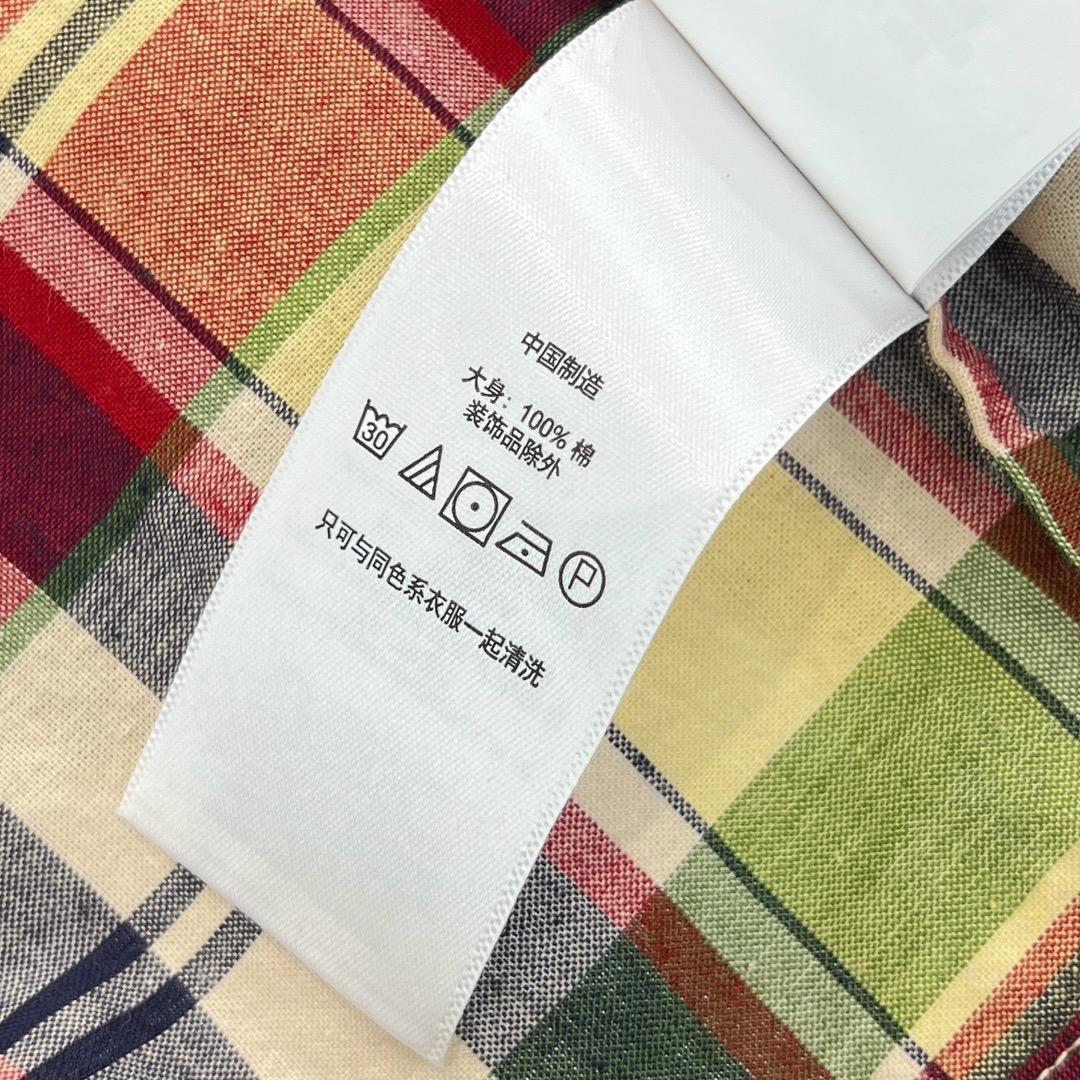 中国制造
大身：100% 棉
装饰品除外
30
P
只可与同色系衣服一起清洗